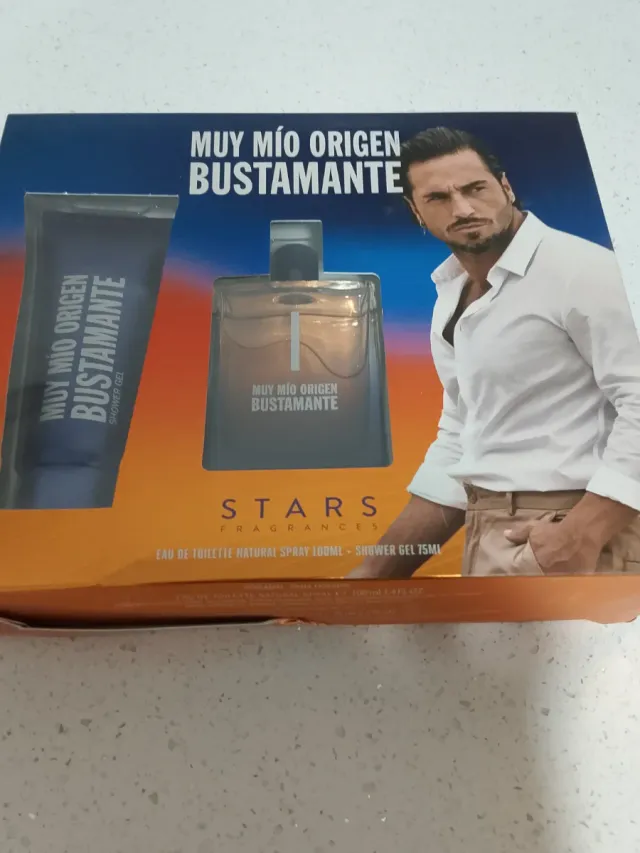 MUY MÍO ORIGEN
BUSTAMANTE
MUY MÍO ORIGEN
BUSTAMANTE
SHOWER GEL
MUY MÍO ORIGEN
BUSTAMANTE
STARS
FRAGRANCES
EAU DE TOILETTE NATURAL SPRAY 100ML - SHOWER GEL 75ML